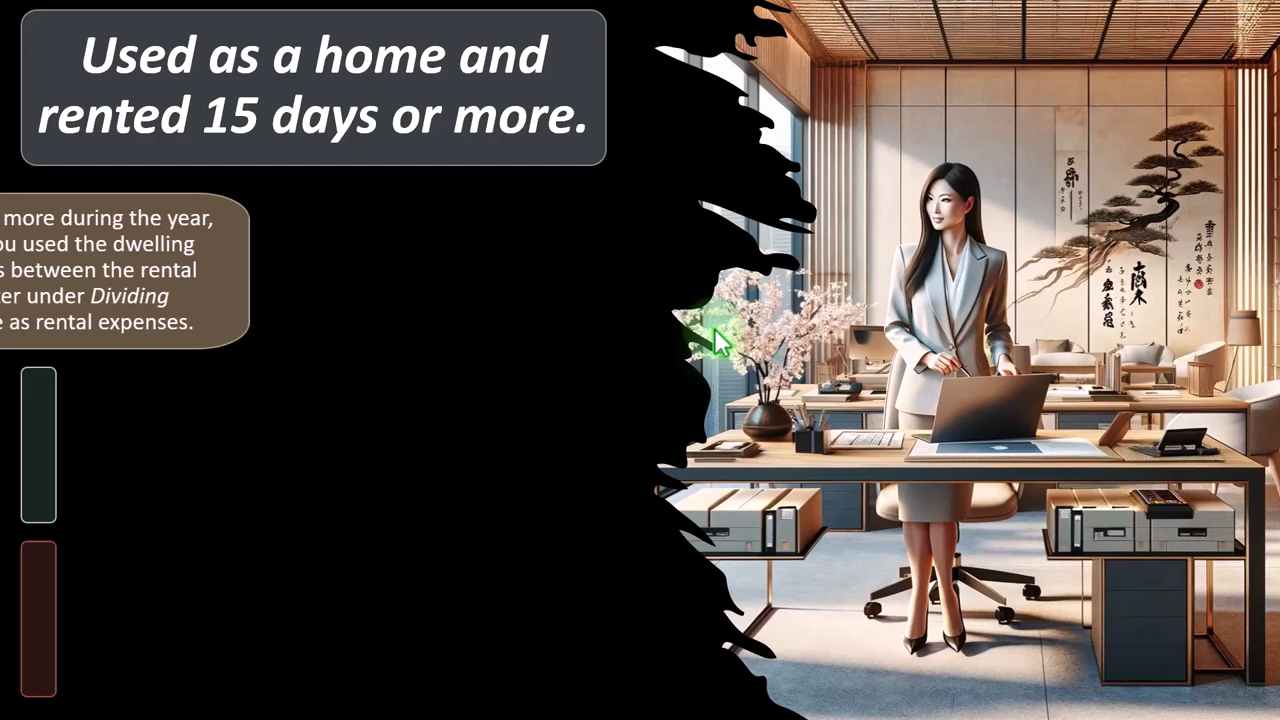 Used as a home and
rented 15 days or more.
more during the year,
ou used the dwelling
s between the rental
ter under Dividing
e as rental expenses.